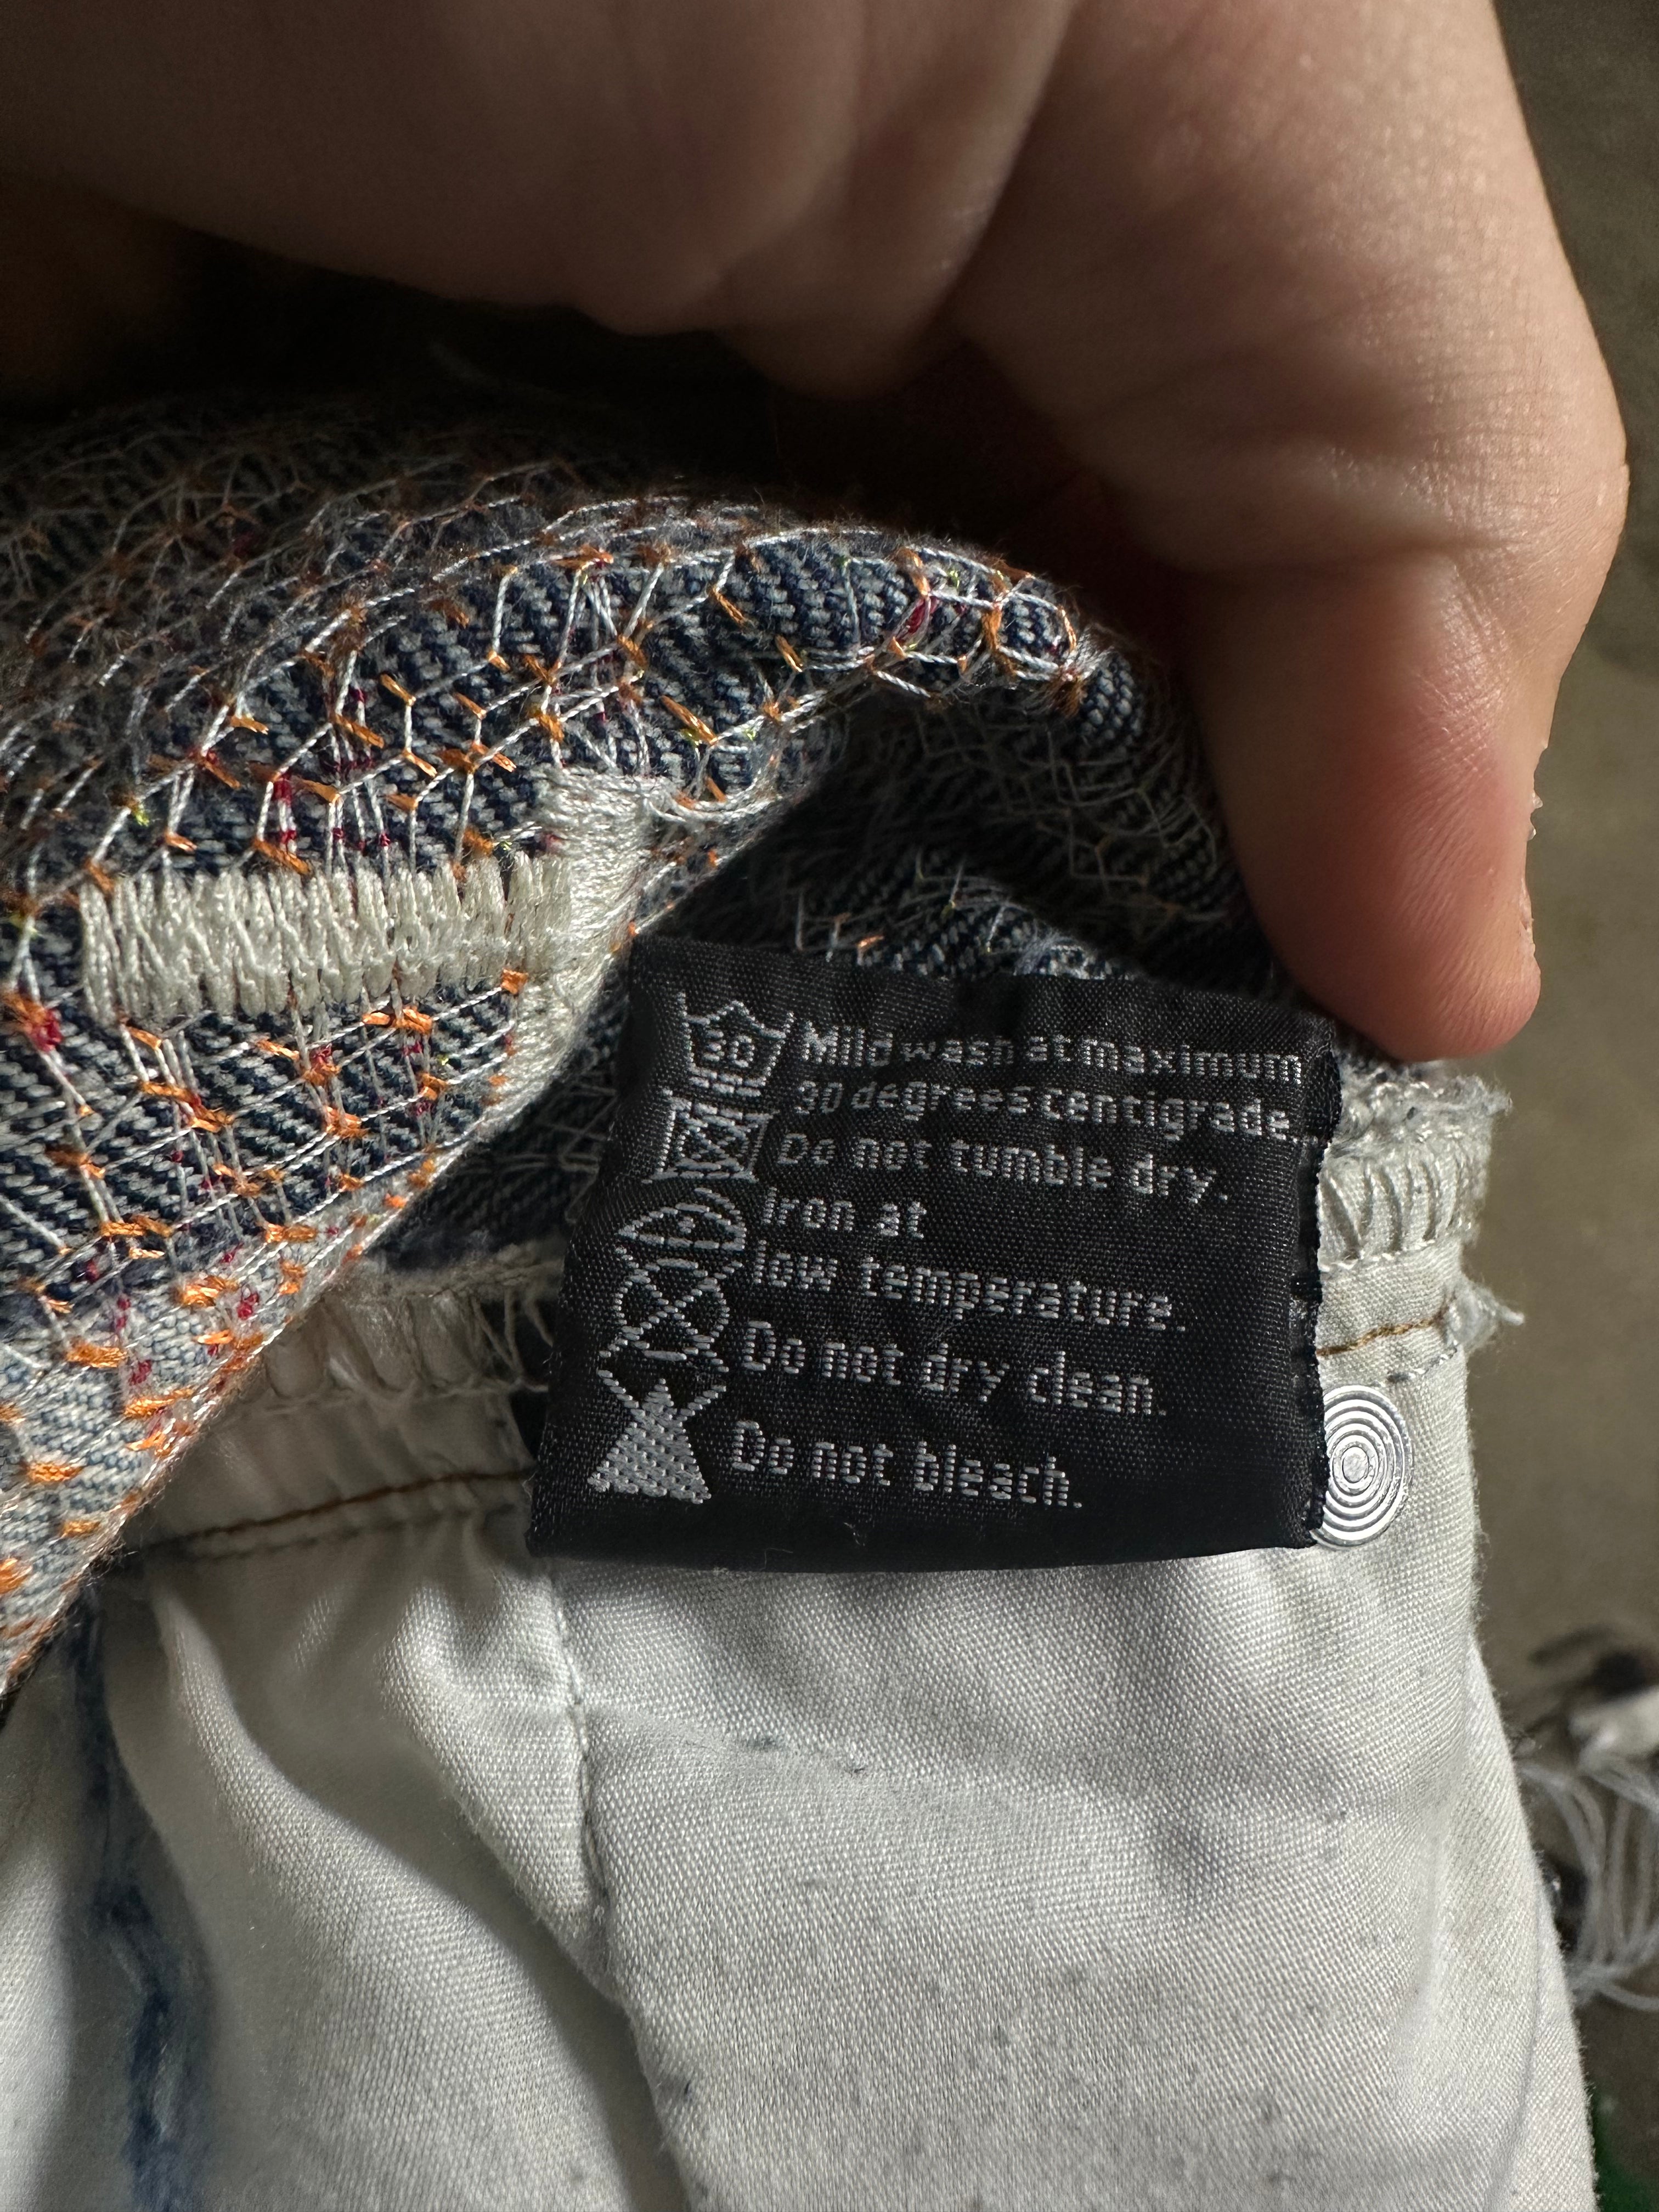 30 Mild wash at maximum
30 degrees centigrade.
Do not tumble dry.
Iron at
low temperature.
Do not dry clean.
Do not bleach.